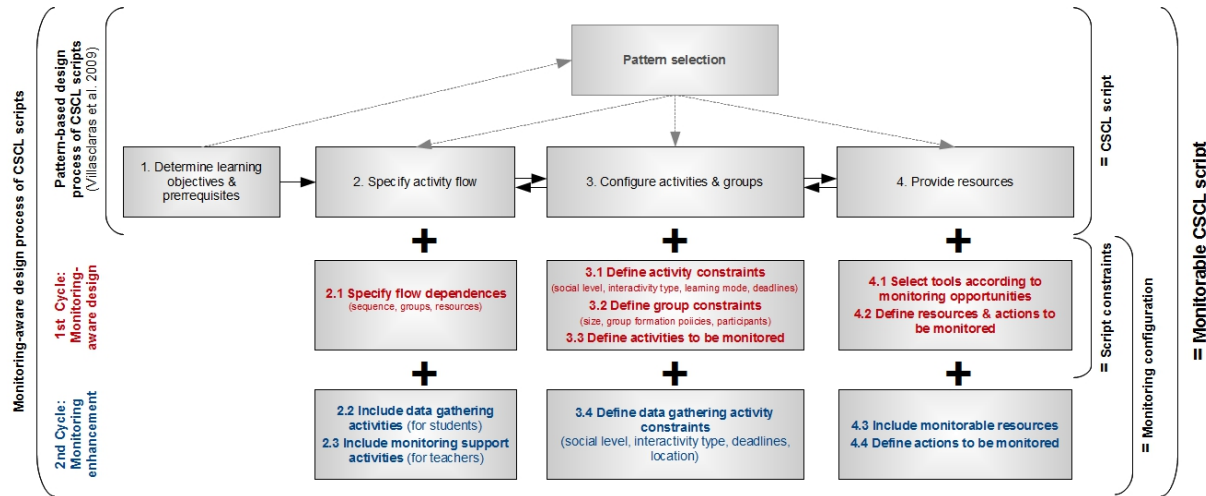 Monitoring-aware design process of CSCL scripts
Pattern-based design
process of CSCL scripts
(Villasclaras et al. 2009)
Pattern selection
1. Determine learning
objectives &
prerrequisites
2. Specify activity flow
3. Configure activities & groups
4. Provide resources
= CSCL script
1st Cycle:
Monitoring-
aware design
2.1 Specify flow dependences
(sequence, groups, resources)
3.1 Define activity constraints
(social level, interactivity type, learning mode, deadlines)
3.2 Define group constraints
(size, group formation policies, participants)
3.3 Define activities to be monitored
4.1 Select tools according to
monitoring opportunities
4.2 Define resources & actions to
be monitored
= Script constraints
2nd Cycle:
Monitoring
enhancement
2.2 Include data gathering
activities (for students)
2.3 Include monitoring support
activities (for teachers)
3.4 Define data gathering activity
constraints
(social level, interactivity type, deadlines,
location)
4.3 Include monitorable resources
4.4 Define actions to be monitored
= Monitoring configuration
= Monitorable CSCL script